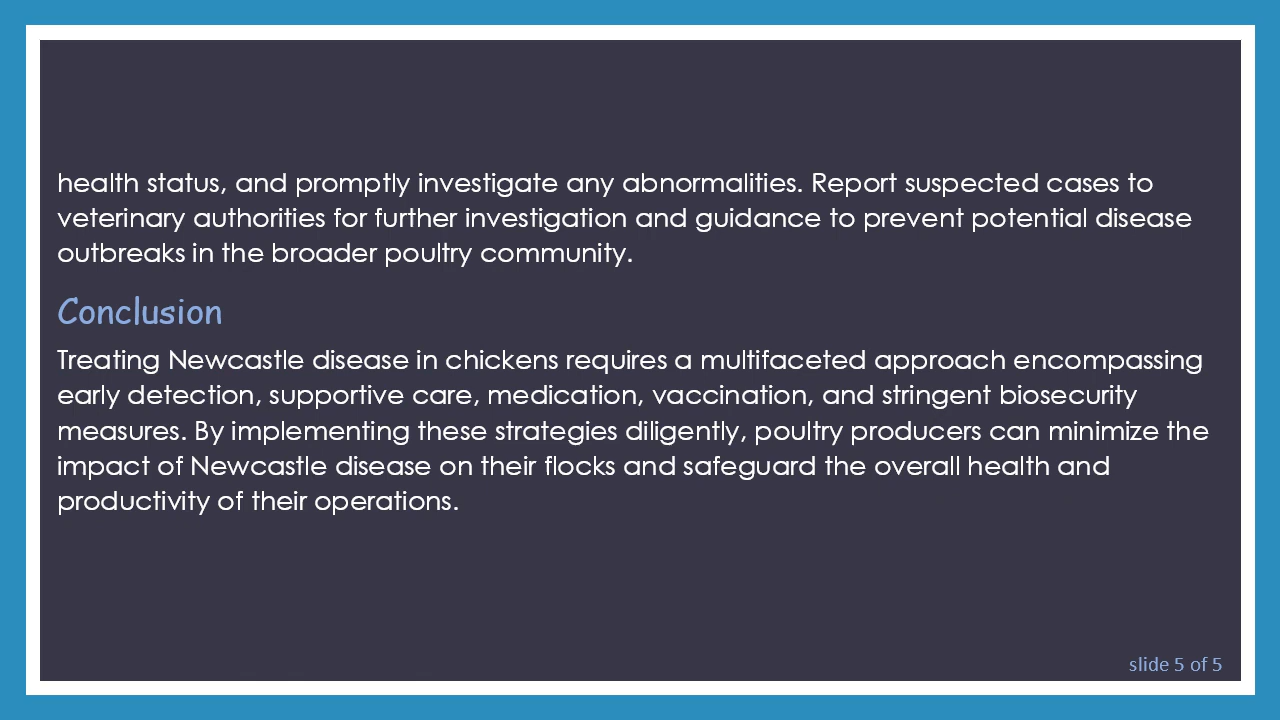 health status, and promptly investigate any abnormalities. Report suspected cases to
veterinary authorities for further investigation and guidance to prevent potential disease
outbreaks in the broader poultry community.
Conclusion
Treating Newcastle disease in chickens requires a multifaceted approach encompassing
early detection, supportive care, medication, vaccination, and stringent biosecurity
measures. By implementing these strategies diligently, poultry producers can minimize the
impact of Newcastle disease on their flocks and safeguard the overall health and
productivity of their operations.
slide 5 of 5